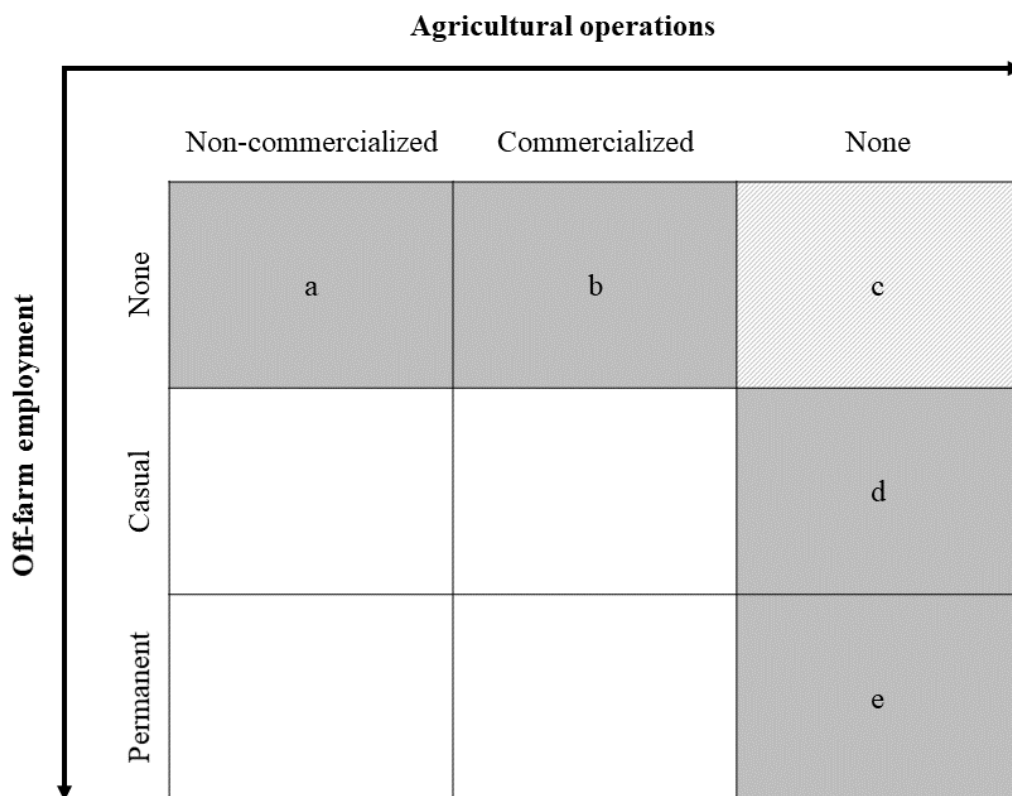 Agricultural operations
Non-commercialized Commercialized None
Off-farm employment
None
a b c
Casual
d
Permanent
e